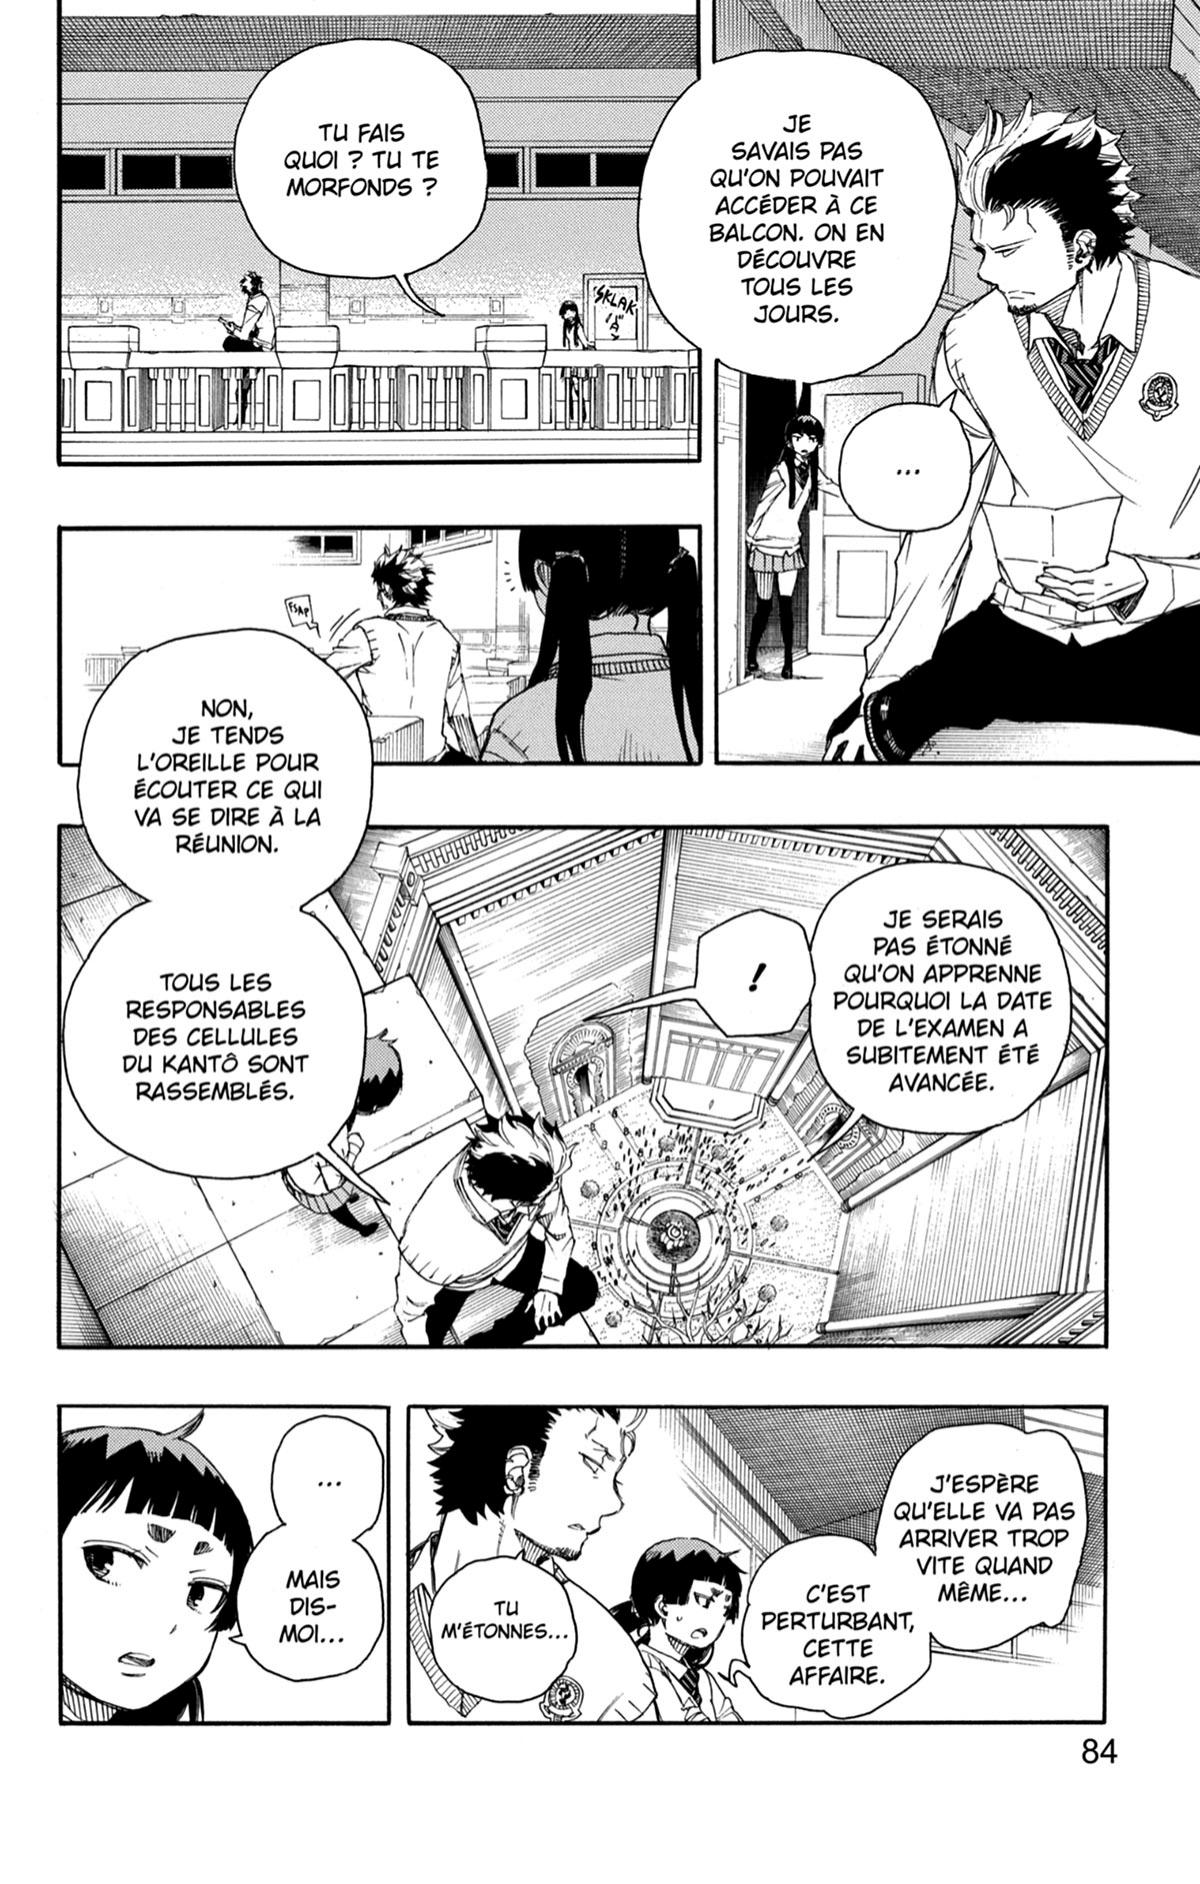 JE
SAVAIS PAS
QU'ON POUVAIT
ACCÉDER À CE
BALCON. ON EN
DÉCOUVRE
TOUS LES
JOURS.
...
TU FAIS
QUOI ? TU TE
MORFONDS ?
SKLAK
FSAP
NON,
JE TENDS
L'OREILLE POUR
ÉCOUTER CE QUI
VA SE DIRE À LA
RÉUNION.
JE SERAIS
PAS ÉTONNÉ
QU'ON APPRENNE
POURQUOI LA DATE
DE L'EXAMEN A
SUBITEMENT ÉTÉ
AVANCÉE.
!
TOUS LES
RESPONSABLES
DES CELLULES
DU KANTÔ SONT
RASSEMBLÉS.
J'ESPÈRE
QU'ELLE VA PAS
ARRIVER TROP
VITE QUAND
MÊME...
C'EST
PERTURBANT,
CETTE
AFFAIRE.
TU
M'ÉTONNES...
...
MAIS
DIS-
MOI...
84